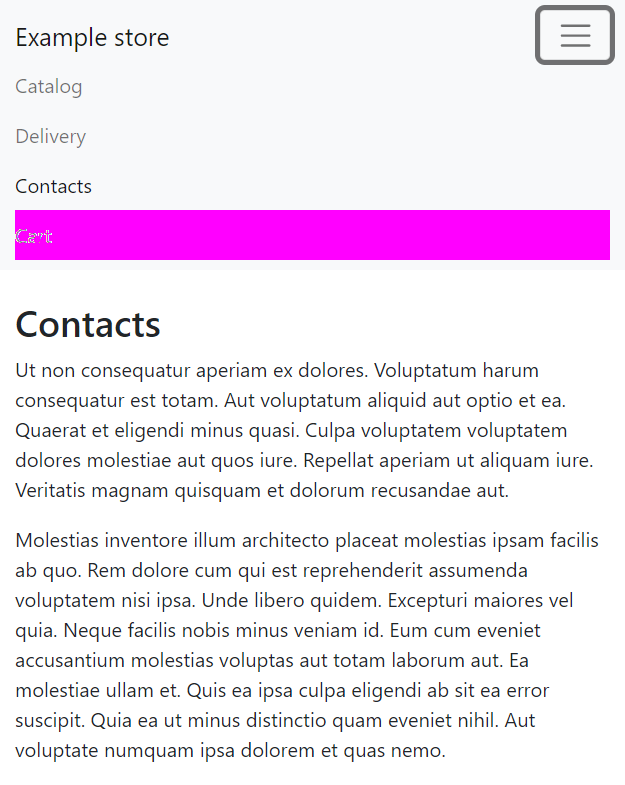 Example store
Catalog
Delivery
Contacts
Cart
Contacts
Ut non consequatur aperiam ex dolores. Voluptatum harum
consequatur est totam. Aut voluptatum aliquid aut optio et ea.
Quaerat et eligendi minus quasi. Culpa voluptatem voluptatem
dolores molestiae aut quos iure. Repellat aperiam ut aliquam iure.
Veritatis magnam quisquam et dolorum recusandae aut.
Molestias inventore illum architecto placeat molestias ipsam facilis
ab quo. Rem dolore cum qui est reprehenderit assumenda
voluptatem nisi ipsa. Unde libero quidem. Excepturi maiores vel
quia. Neque facilis nobis minus veniam id. Eum cum eveniet
accusantium molestias voluptas aut totam laborum aut. Ea
molestiae ullam et. Quis ea ipsa culpa eligendi ab sit ea error
suscipit. Quia ea ut minus distinctio quam eveniet nihil. Aut
voluptate numquam ipsa dolorem et quas nemo.